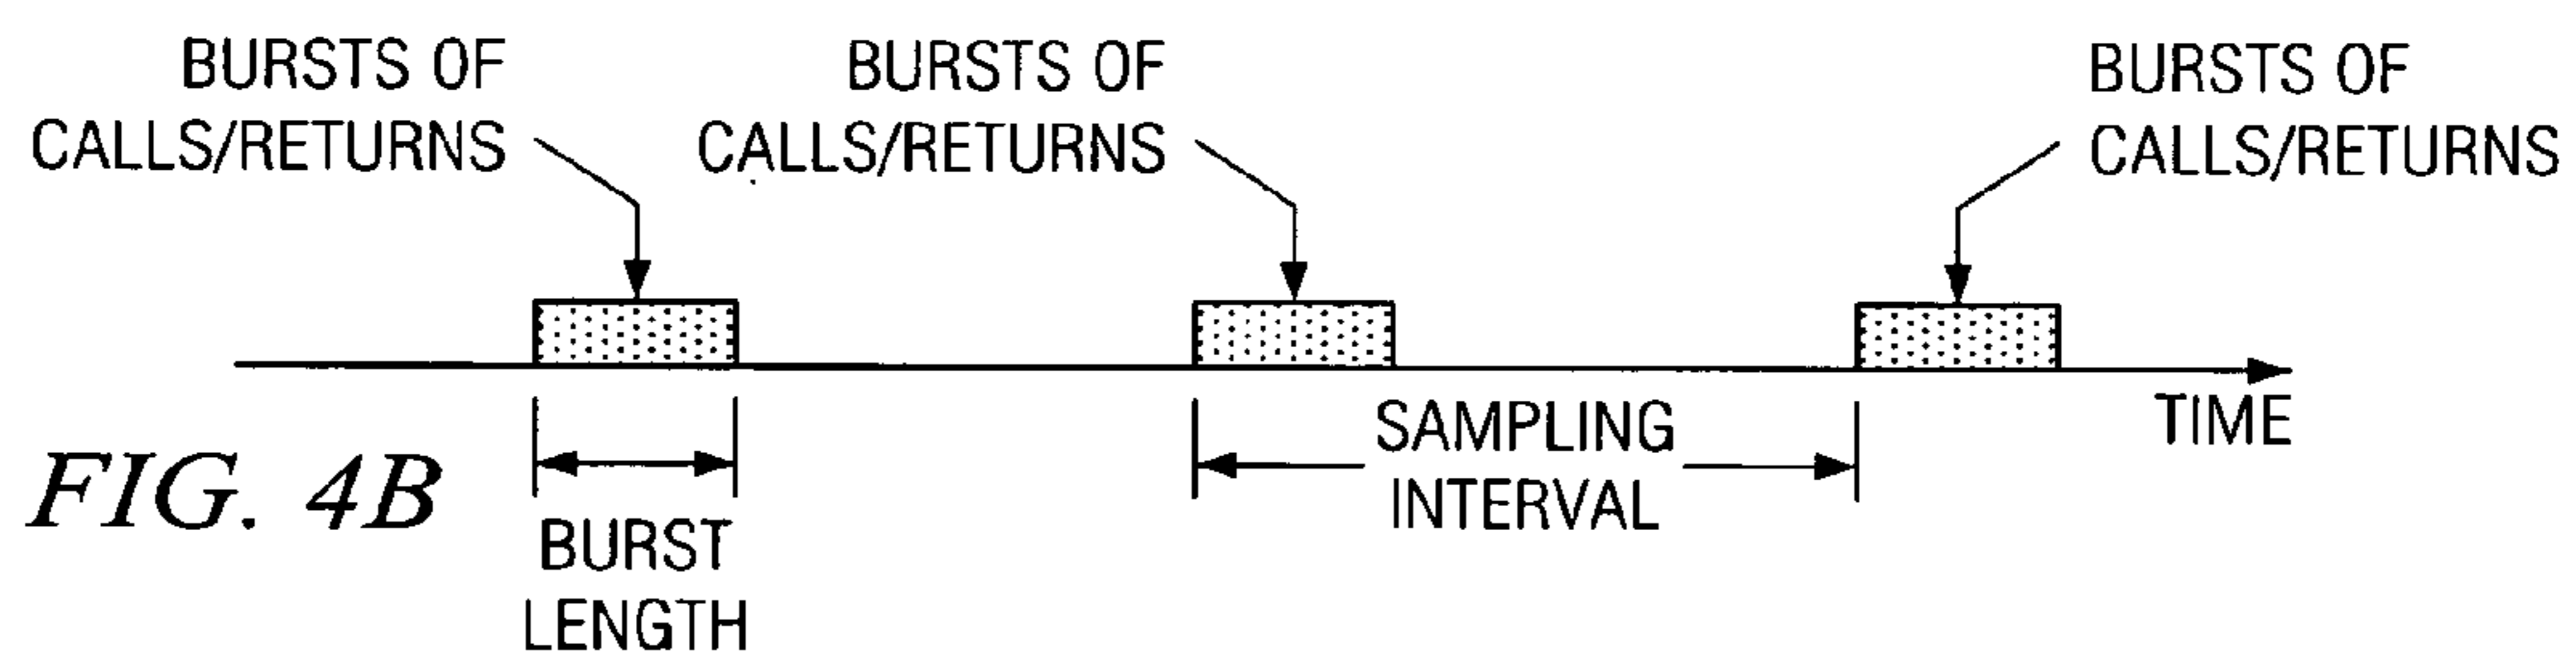 BURSTS OF
CALLS/RETURNS
BURSTS OF
CALLS/RETURNS
BURSTS OF
CALLS/RETURNS
TIME
SAMPLING
INTERVAL
BURST
LENGTH
FIG. 4B